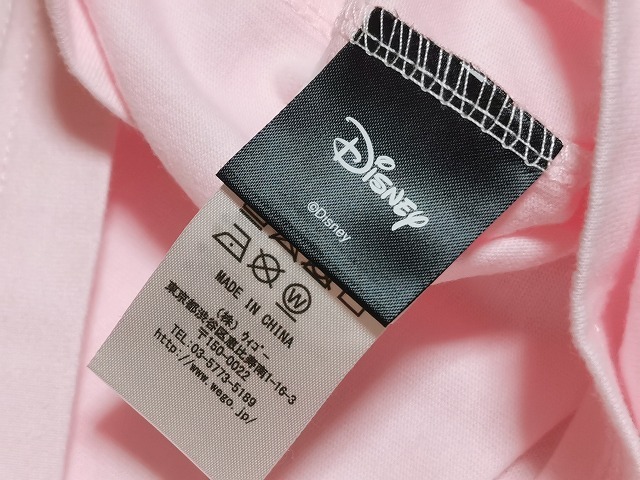 Disney
©Disney
W
MADE IN CHINA
(株) ウィゴー
〒150-0022
東京都渋谷区恵比寿南1-16-3
TEL:03-5773-5189
http://www.wego.jp/